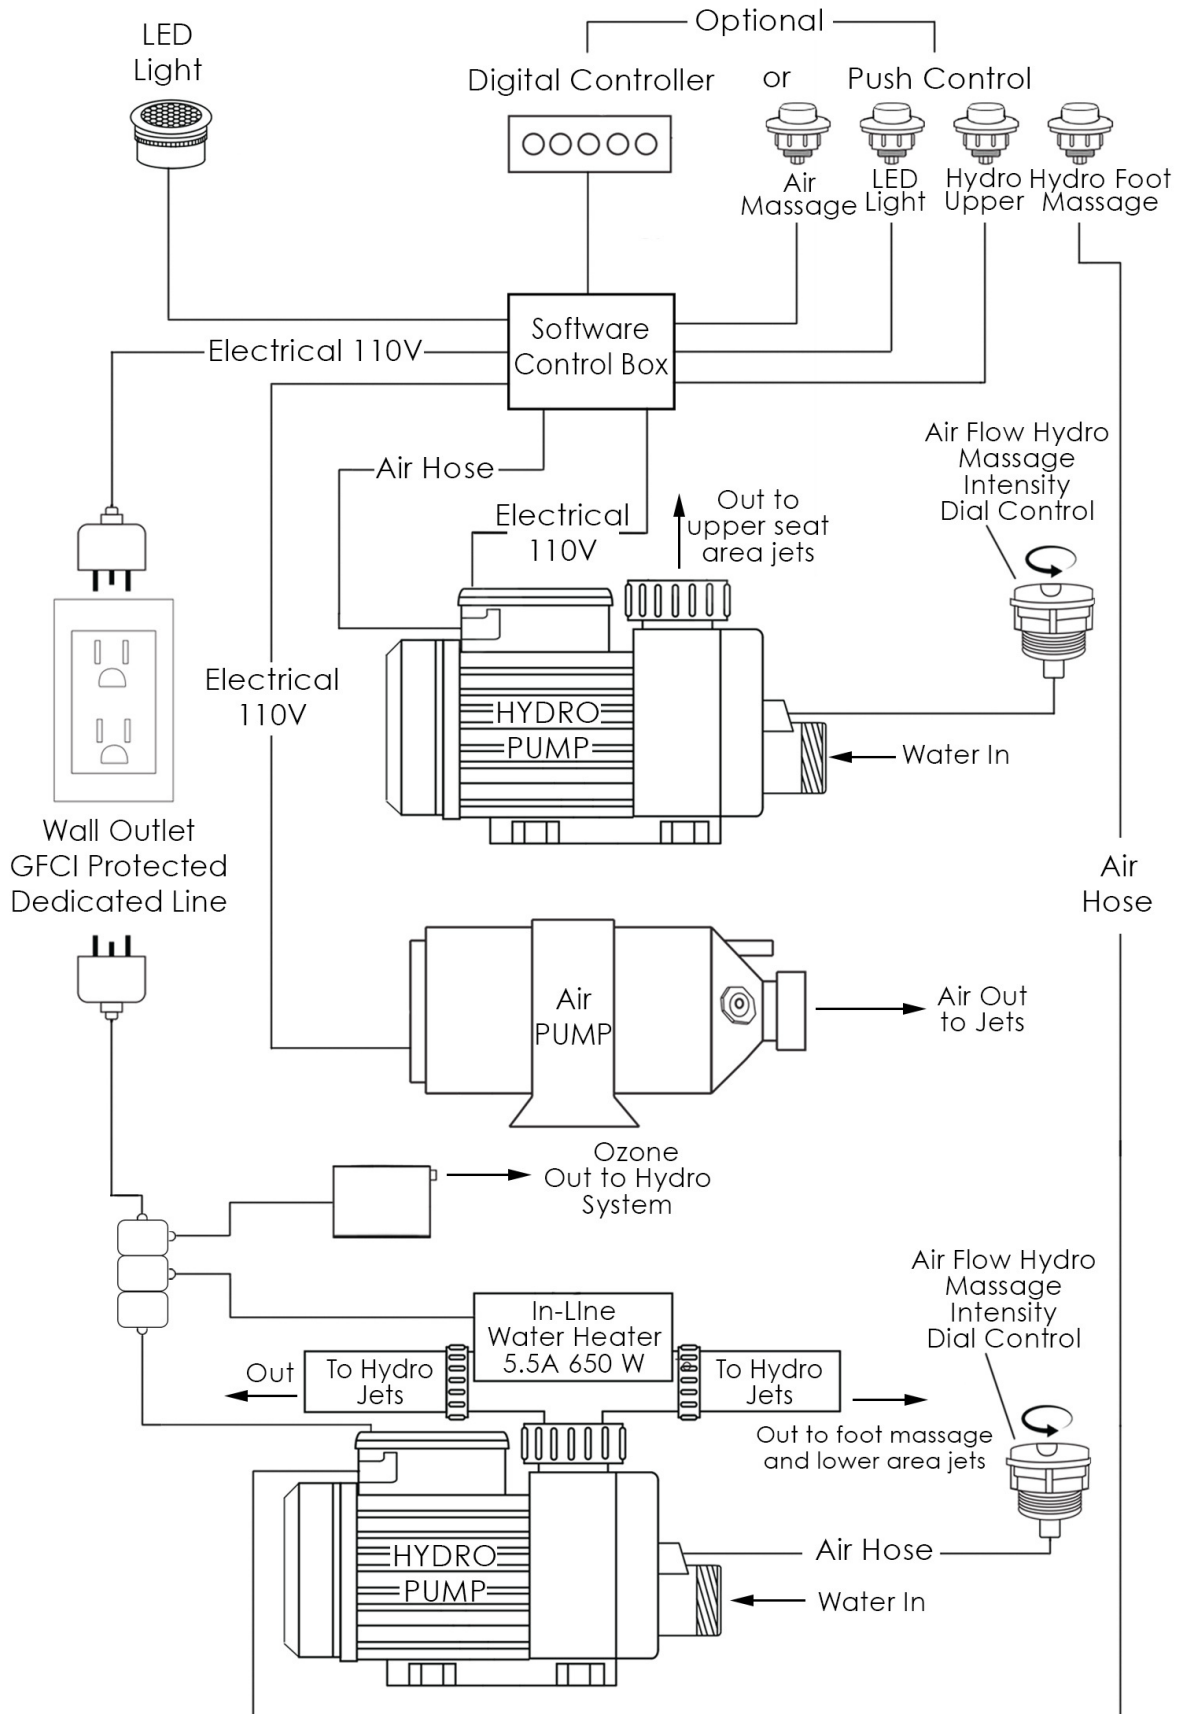 LED
Light
Optional
Digital Controller
or
Push Control
Air
Massage
LED
Light
Hydro
Upper
Hydro Foot
Massage
Software
Control Box
Electrical 110V
Air Hose
Electrical
110V
Out to
upper seat
area jets
Air Flow Hydro
Massage
Intensity
Dial Control
Electrical
110V
HYDRO
PUMP
Water In
Wall Outlet
GFCI Protected
Dedicated Line
Air
Hose
Air
PUMP
Air Out
to Jets
Ozone
Out to Hydro
System
Air Flow Hydro
Massage
Intensity
Dial Control
In-LIne
Water Heater
5.5A 650 W
Out
To Hydro
Jets
To Hydro
Jets
Out to foot massage
and lower area jets
HYDRO
PUMP
Air Hose
Water In